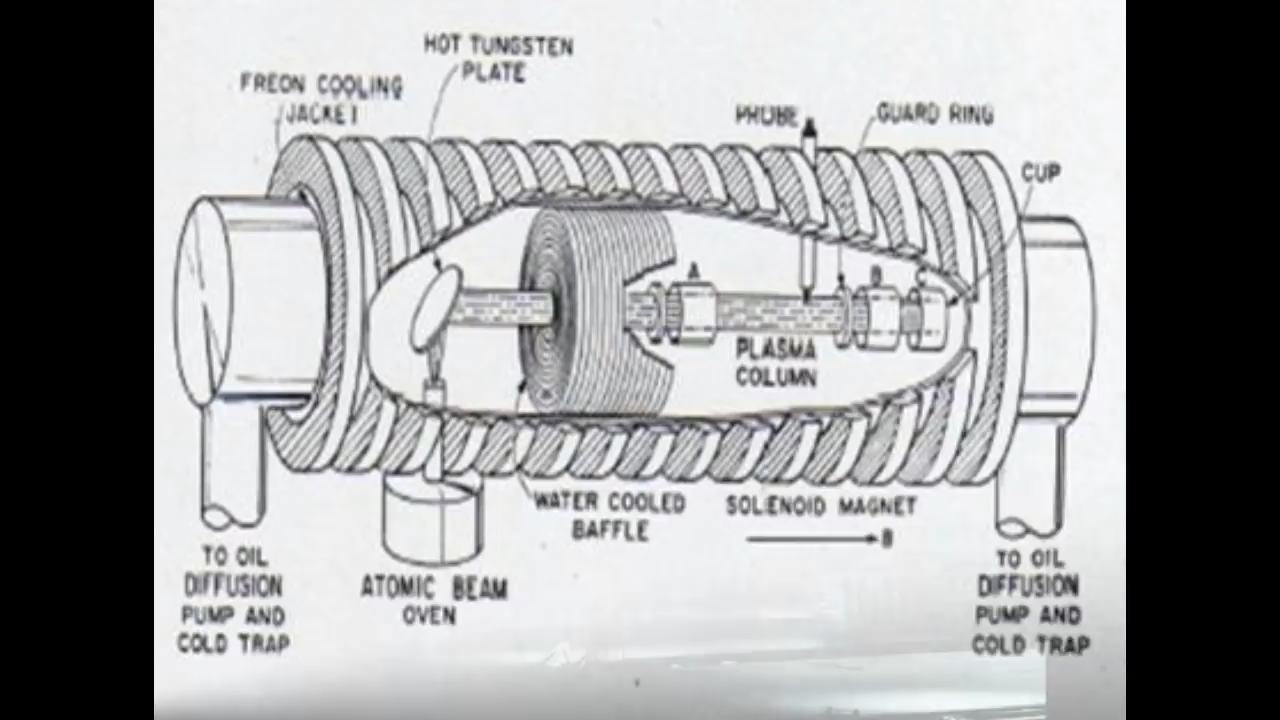 HOT TUNGSTEN
PLATE
FREON COOLING
JACKET
PROBE
GUARD RING
CUP
A
B
C
PLASMA
COLUMN
WATER COOLED
BAFFLE
SOLENOID MAGNET
B
TO OIL
DIFFUSION
PUMP AND
COLD TRAP
ATOMIC BEAM
OVEN
TO OIL
DIFFUSION
PUMP AND
COLD TRAP